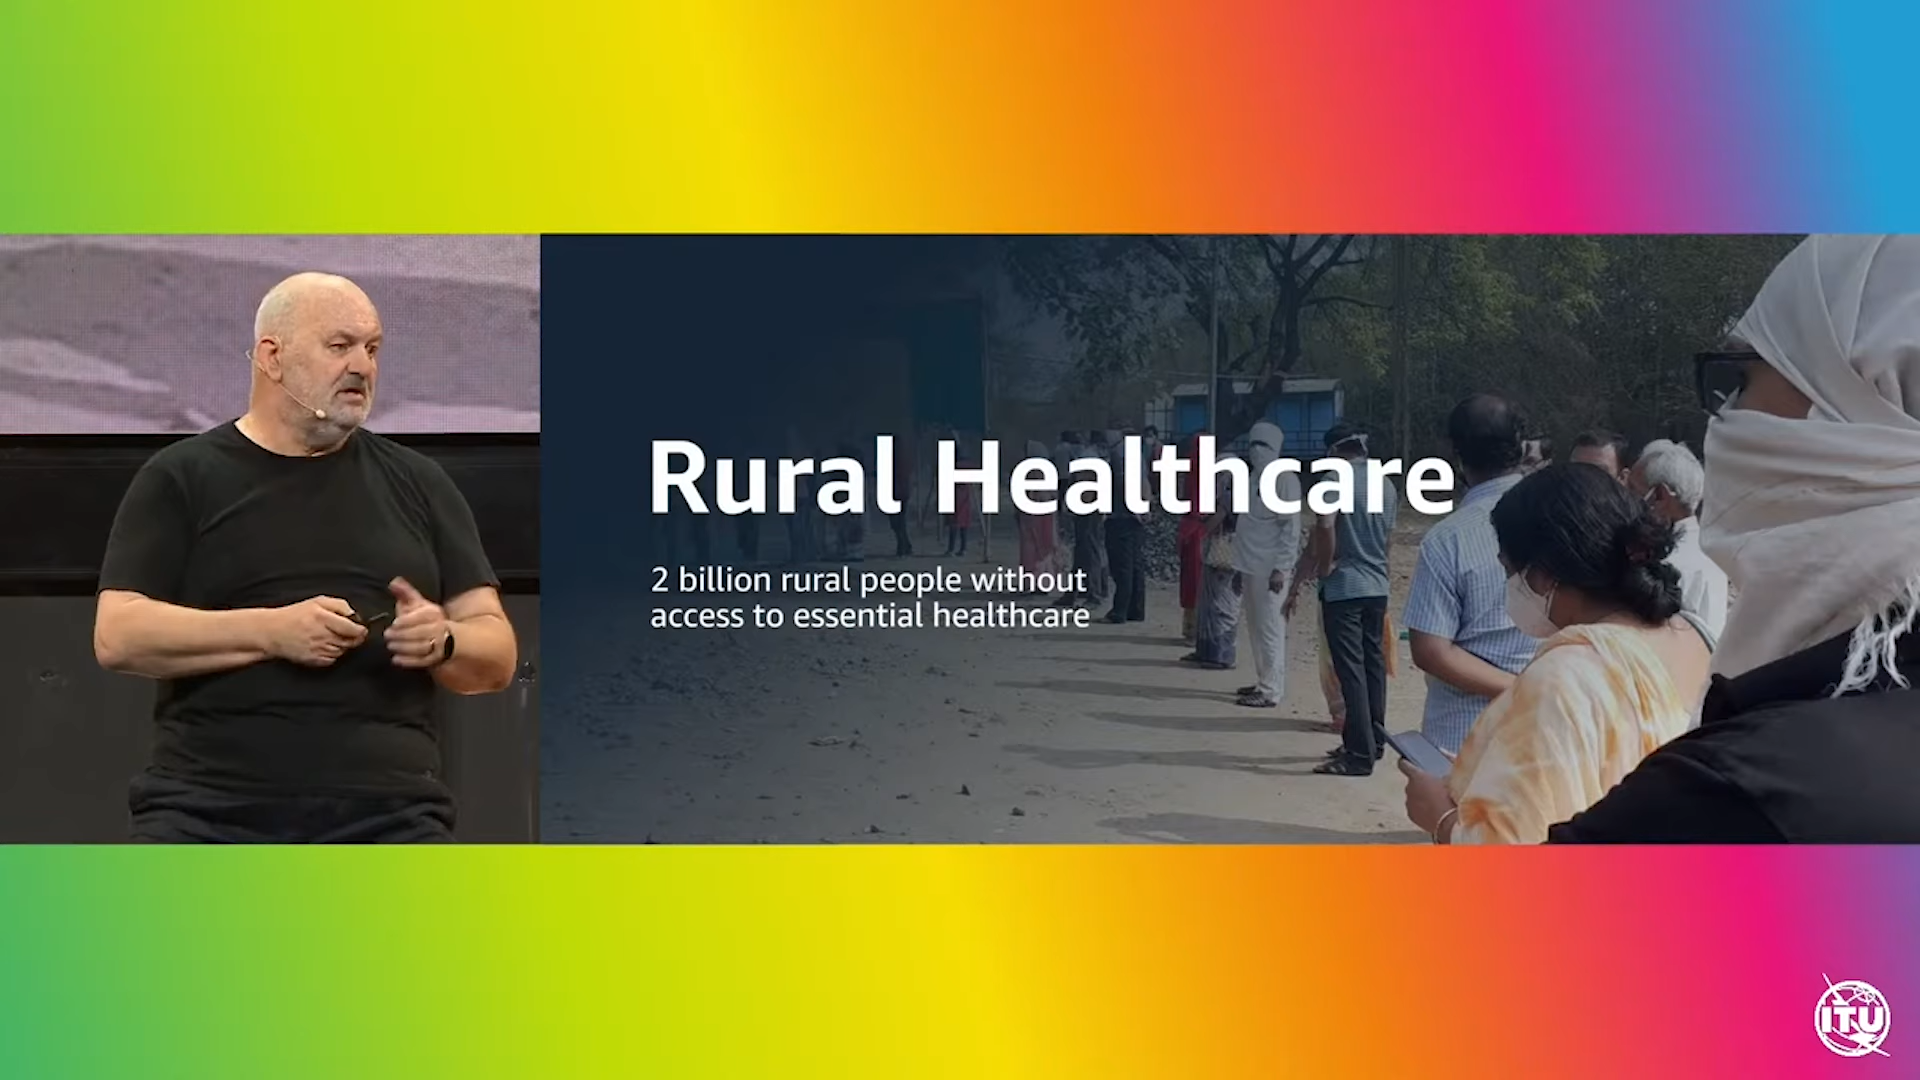 Rural Healthcare
2 billion rural people without
access to essential healthcare
ITU